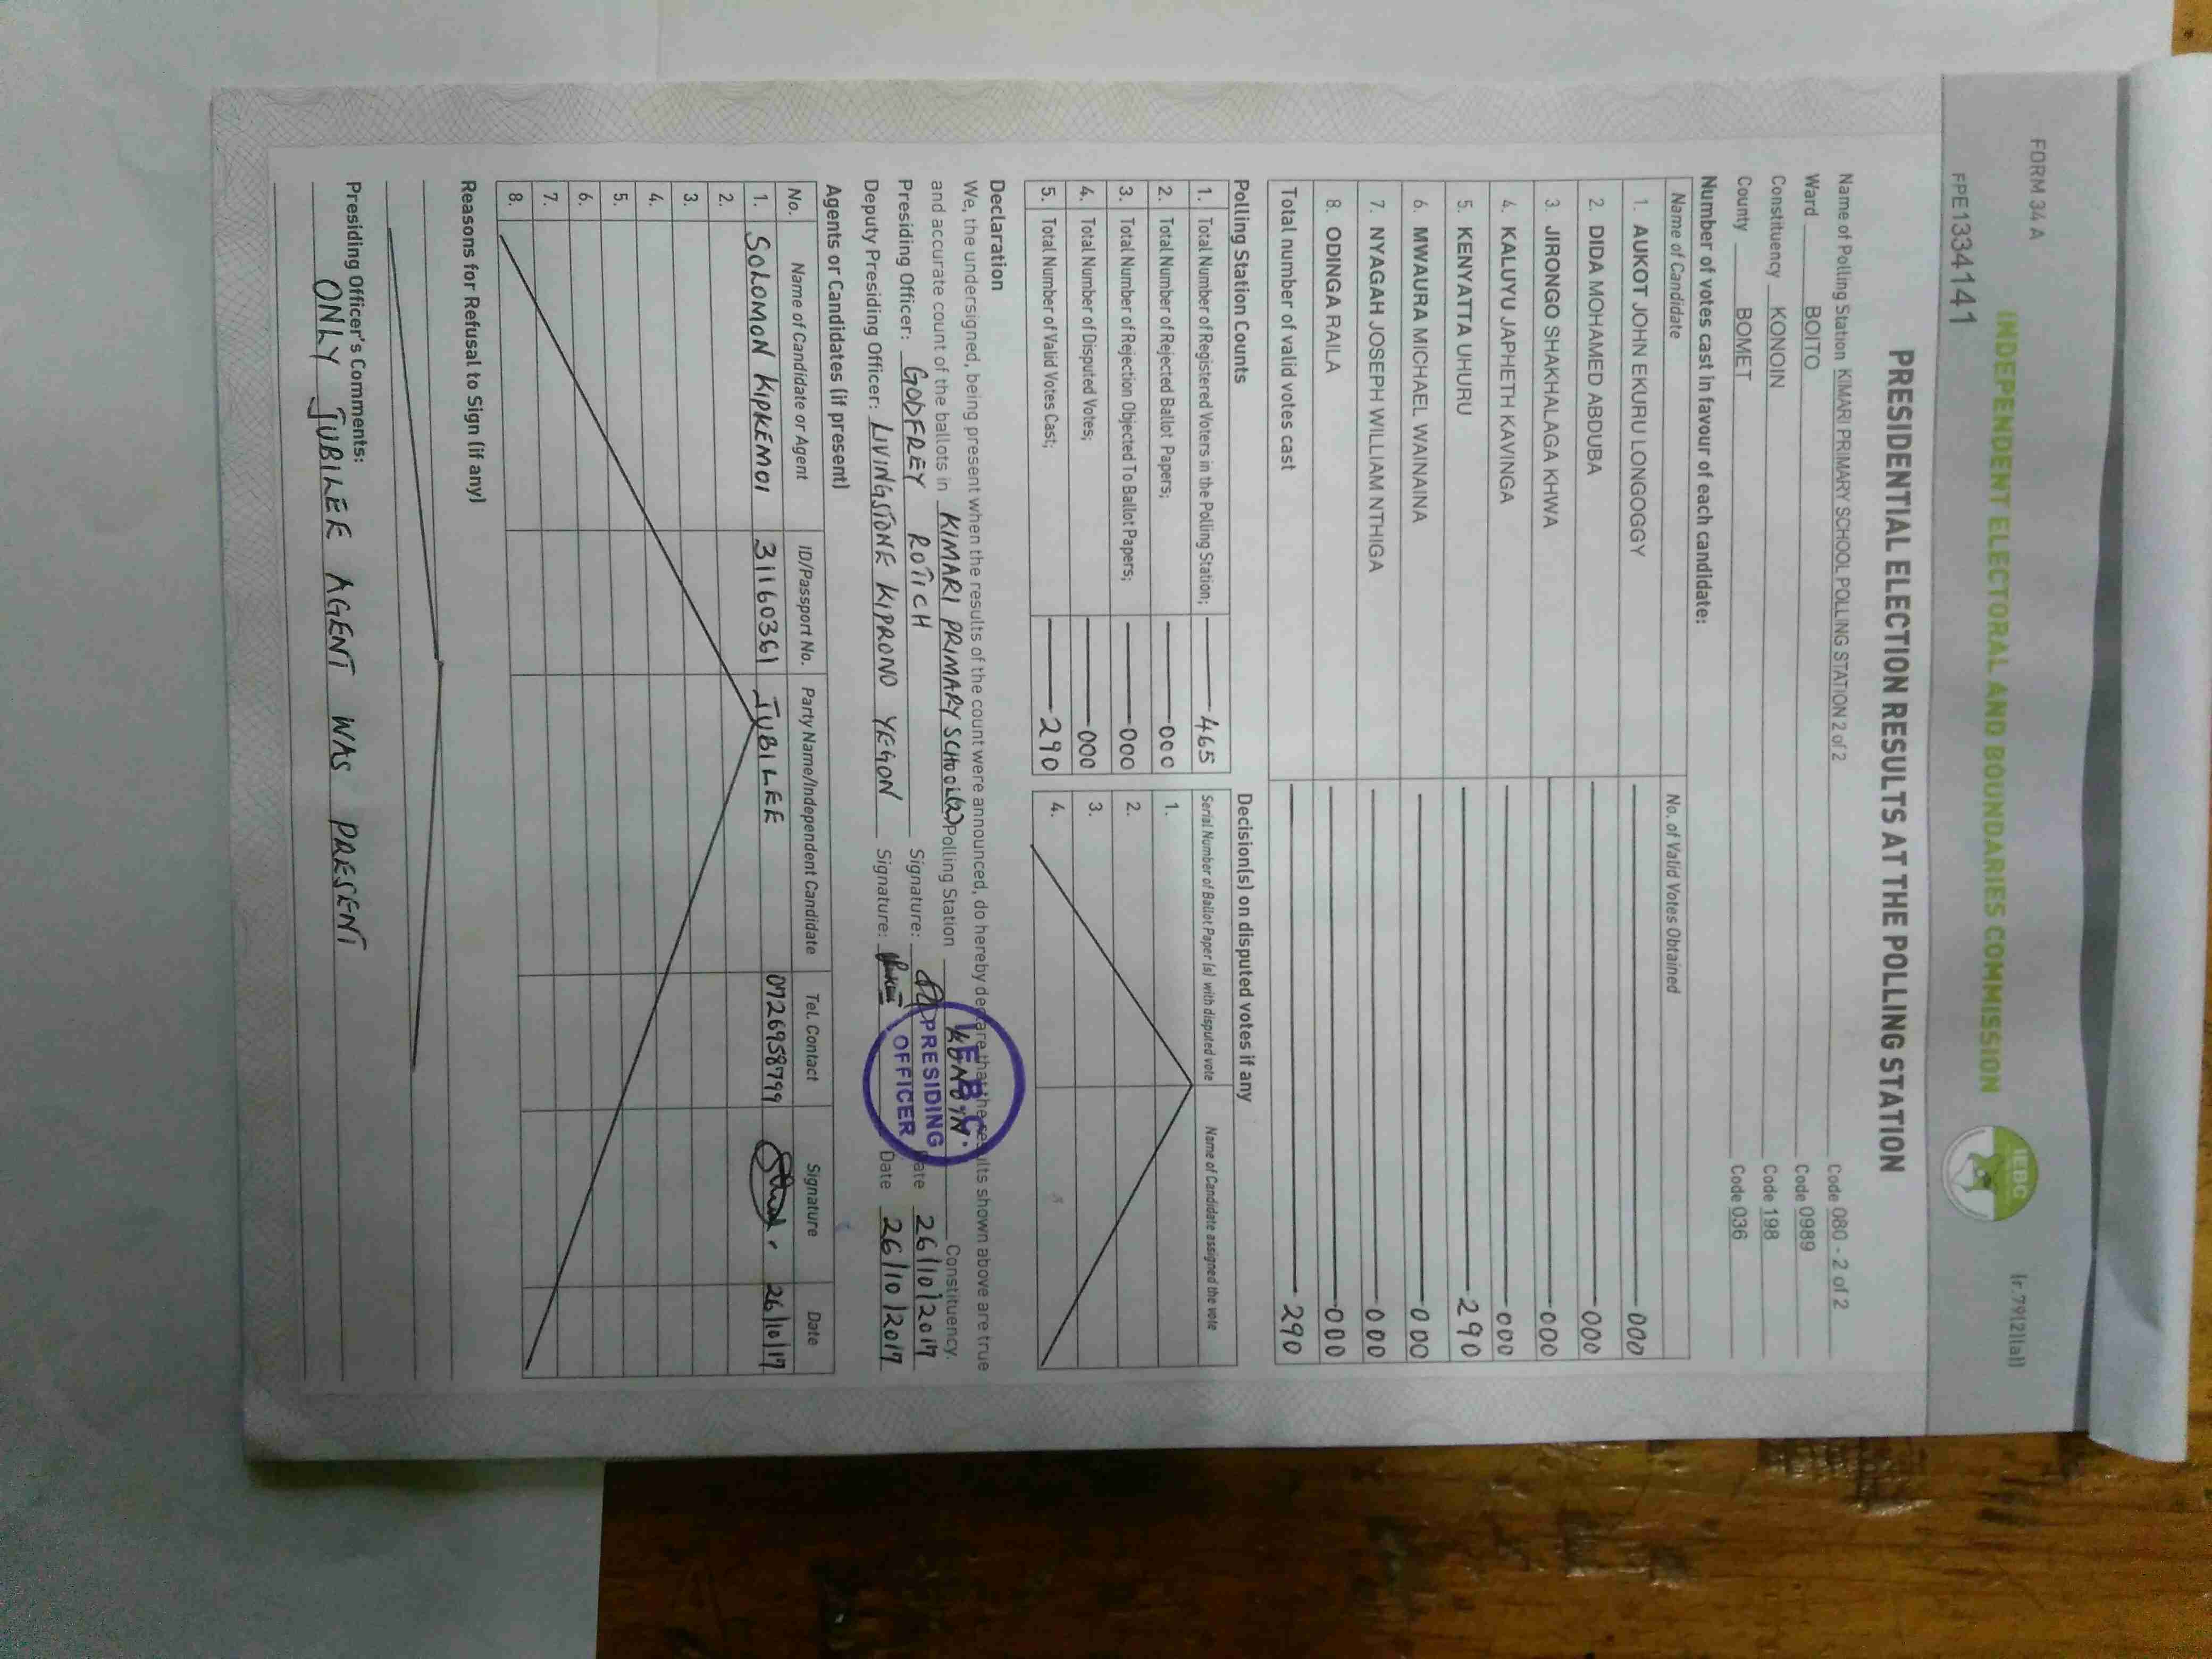 FORM 34 A
(r.79(2)(a))
INDEPENDENT ELECTORAL AND BOUNDARIES COMMISSION
IEBC
FPE1334141
PRESIDENTIAL ELECTION RESULTS AT THE POLLING STATION
Name of Polling Station KIMARI PRIMARY SCHOOL POLLING STATION 2 of 2 Code 080 - 2 of 2
Ward BOITO Code 0989
Constituency KONOIN Code 198
County BOMET Code 036
Number of votes cast in favour of each candidate:
Name of Candidate No. of Valid Votes Obtained
1. AUKOT JOHN EKURU LONGOGGY 000
2. DIDA MOHAMED ABDUBA 000
3. JIRONGO SHAKHALAGA KHWA 000
4. KALUYU JAPHETH KAVINGA 000
5. KENYATTA UHURU 290
6. MWAURA MICHAEL WAINAINA 000
7. NYAGAH JOSEPH WILLIAM NTHIGA 000
8. ODINGA RAILA 000
Total number of valid votes cast 290
Polling Station Counts
1. Total Number of Registered Voters in the Polling Station; 465
2. Total Number of Rejected Ballot Papers; 000
3. Total Number of Rejection Objected To Ballot Papers; 000
4. Total Number of Disputed Votes; 000
5. Total Number of Valid Votes Cast; 290
Decision(s) on disputed votes if any
Serial Number of Ballot Paper (s) with disputed vote Name of Candidate assigned the vote
1.
2.
3.
4.
Declaration
We, the undersigned, being present when the results of the count were announced, do hereby declare that the results shown above are true
and accurate count of the ballots in KIMARI PRIMARY SCHOOL(2) Polling Station KONOIN Constituency.
Presiding Officer: GODFREY ROTICH Signature: Date 26/10/2017
Deputy Presiding Officer: LIVINGSTONE KIPRONO YEGON Signature: Date 26/10/2017
IEBC
PRESIDING
OFFICER
Agents or Candidates (if present)
No. Name of Candidate or Agent ID/Passport No. Party Name/Independent Candidate Tel. Contact Signature Date
1. SOLOMON KIPKEMOI 31160361 JUBILEE 0726958799 26/10/17
2.
3.
4.
5.
6.
7.
8.
Reasons for Refusal to Sign (if any)
Presiding Officer's Comments:
ONLY JUBILEE AGENT WAS PRESENT